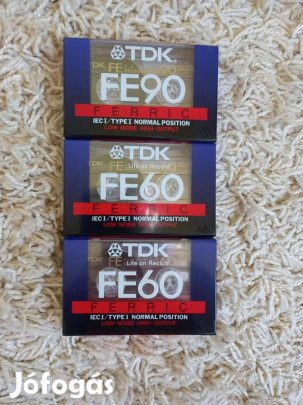 TDK
FE90
FERRIC
IEC I/TYPE I NORMAL POSITION
LOW NOISE HIGH OUTPUT
TDK
Life on Record
FE60
FERRIC
IEC I/TYPE I NORMAL POSITION
LOW NOISE HIGH OUTPUT
TDK
Life on Record
FE60
FERRIC
IEC I/TYPE I NORMAL POSITION
LOW NOISE HIGH OUTPUT
Jófogás